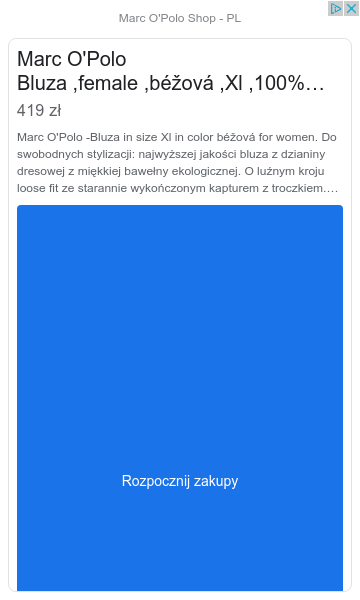 Marc O'Polo Shop - PL
Marc O'Polo
Bluza ,female ,béžová ,Xl ,100%…
419 zł
Marc O'Polo -Bluza in size Xl in color béžová for women. Do
swobodnych stylizacji: najwyższej jakości bluza z dzianiny
dresowej z miękkiej bawełny ekologicznej. O luźnym kroju
loose fit ze starannie wykończonym kapturem z troczkiem.…
Rozpocznij zakupy